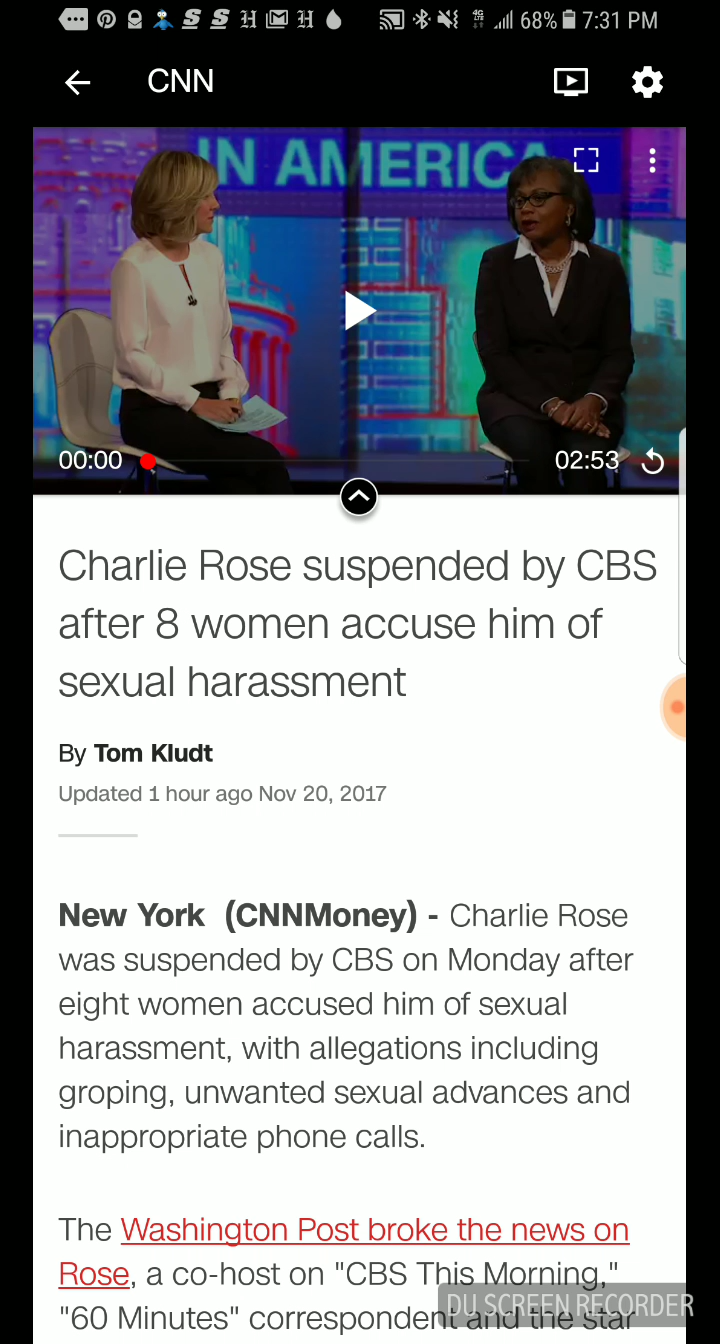 4G LTE 68% 7:31 PM
CNN
IN AMERICA
00:00 02:53
Charlie Rose suspended by CBS
after 8 women accuse him of
sexual harassment
By Tom Kludt
Updated 1 hour ago Nov 20, 2017
New York (CNNMoney) - Charlie Rose
was suspended by CBS on Monday after
eight women accused him of sexual
harassment, with allegations including
groping, unwanted sexual advances and
inappropriate phone calls.
The Washington Post broke the news on
Rose, a co-host on "CBS This Morning,"
"60 Minutes" correspondent and the star
DU SCREEN RECORDER